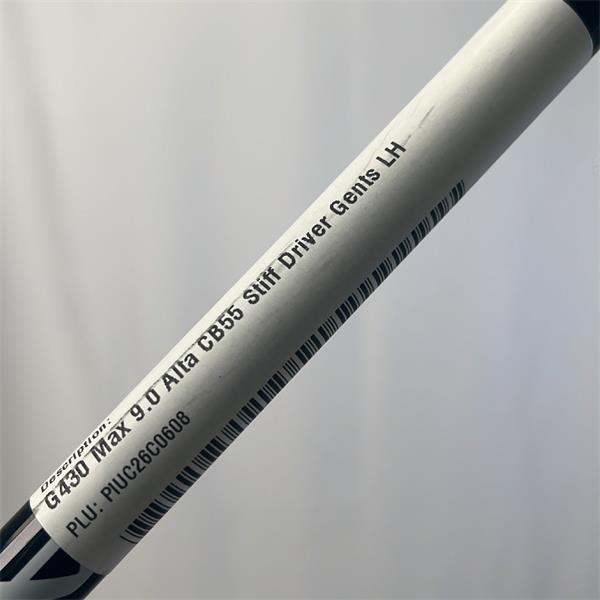 Description:
G430 Max 9.0 Alta CB55 Stiff Driver Gents LH
PLU: PIUC26C0608